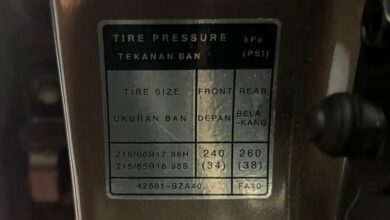 TIRE PRESSURE kPa
TEKANAN BAN (PSI)
TIRE SIZE FRONT REAR
UKURAN BAN DEPAN BELA
-KANG
215/60R17 96H 240 260
215/65R16 98S (34) (38)
42661-BZA40 FA40